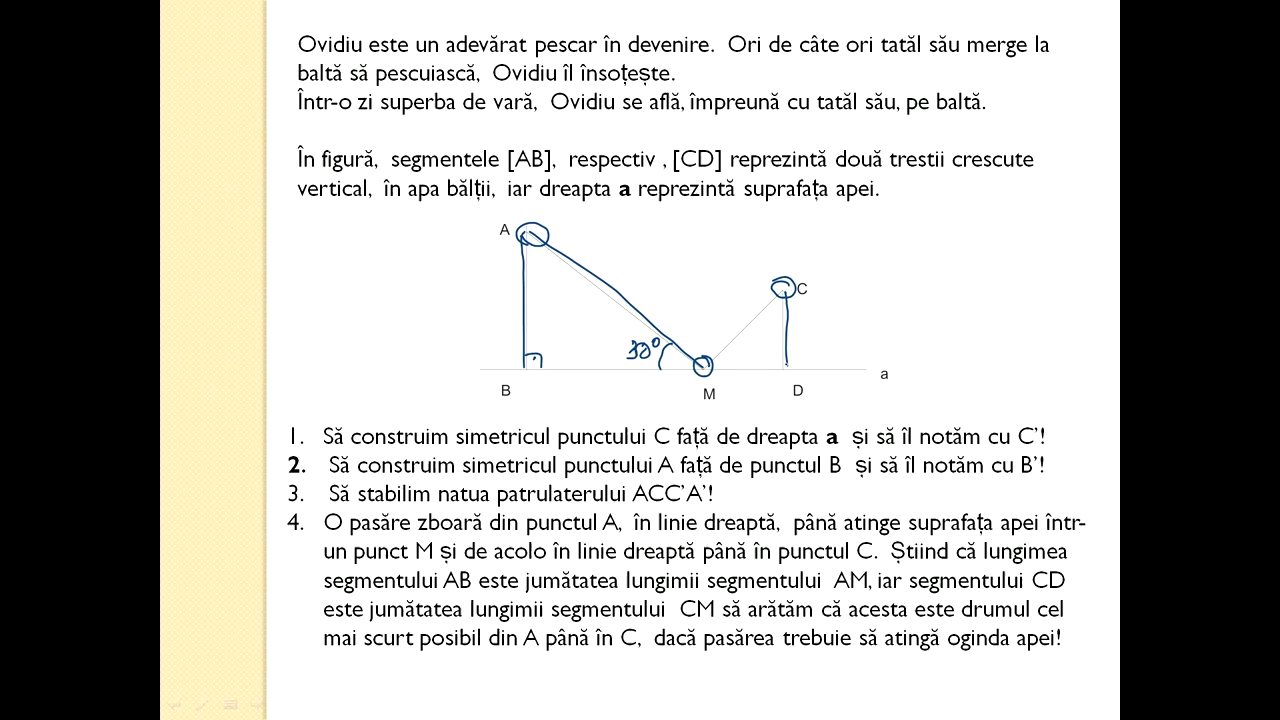 Ovidiu este un adevărat pescar în devenire. Ori de câte ori tatăl său merge la
baltă să pescuiască, Ovidiu îl însoțește.
Într-o zi superba de vară, Ovidiu se află, împreună cu tatăl său, pe baltă.
În figură, segmentele [AB], respectiv , [CD] reprezintă două trestii crescute
vertical, în apa bălții, iar dreapta a reprezintă suprafața apei.
A
C
30°
a
B
M
D
1. Să construim simetricul punctului C față de dreapta a și să îl notăm cu C'!
2. Să construim simetricul punctului A față de punctul B și să îl notăm cu B'!
3. Să stabilim natua patrulaterului ACC'A'!
4. O pasăre zboară din punctul A, în linie dreaptă, până atinge suprafața apei într-
un punct M și de acolo în linie dreaptă până în punctul C. Știind că lungimea
segmentului AB este jumătatea lungimii segmentului AM, iar segmentului CD
este jumătatea lungimii segmentului CM să arătăm că acesta este drumul cel
mai scurt posibil din A până în C, dacă pasărea trebuie să atingă oginda apei!